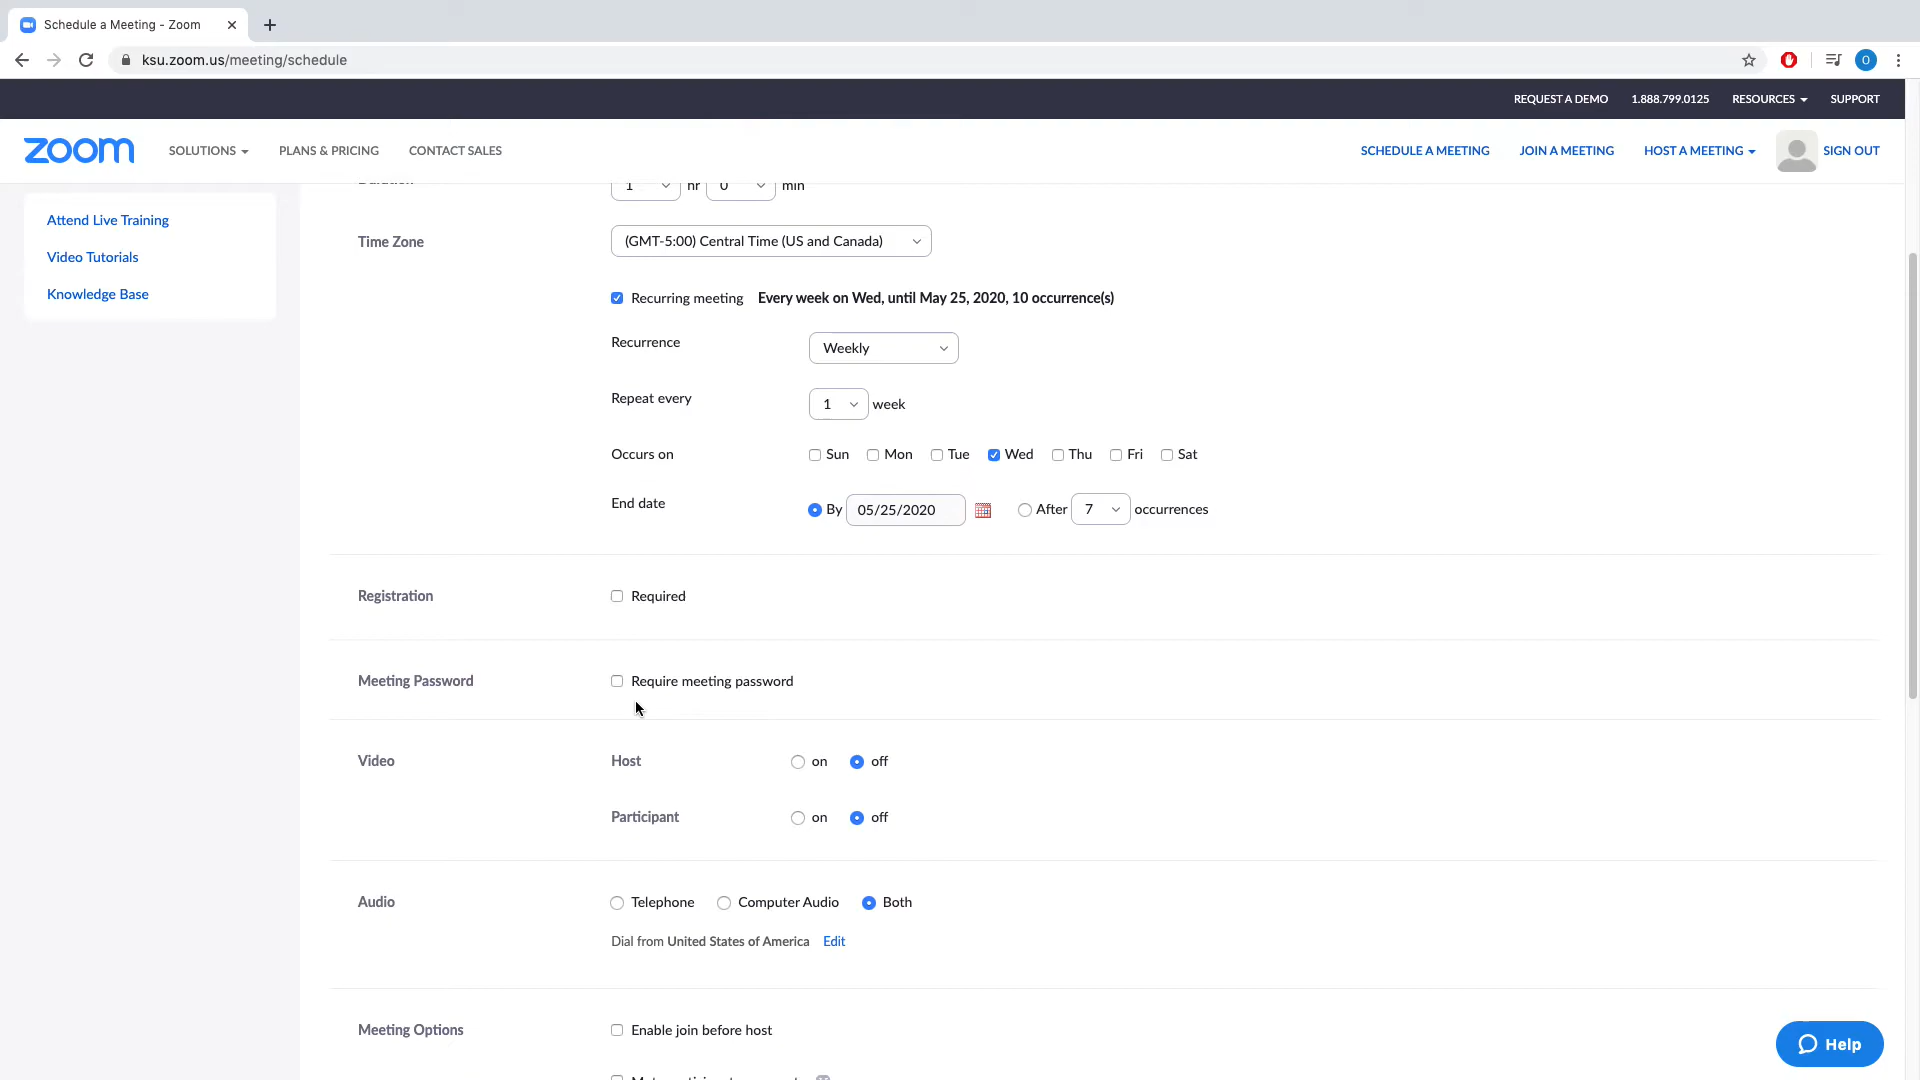 Schedule a Meeting - Zoom
ksu.zoom.us/meeting/schedule
O
REQUEST A DEMO 1.888.799.0125 RESOURCES SUPPORT
zoom SOLUTIONS PLANS & PRICING CONTACT SALES SCHEDULE A MEETING JOIN A MEETING HOST A MEETING SIGN OUT
Duration 1 hr 0 min
Attend Live Training
Video Tutorials
Knowledge Base
Time Zone (GMT-5:00) Central Time (US and Canada)
Recurring meeting Every week on Wed, until May 25, 2020, 10 occurrence(s)
Recurrence Weekly
Repeat every 1 week
Occurs on Sun Mon Tue Wed Thu Fri Sat
End date By 05/25/2020 After 7 occurrences
Registration Required
Meeting Password Require meeting password
Video Host on off
Participant on off
Audio Telephone Computer Audio Both
Dial from United States of America Edit
Meeting Options Enable join before host
Help